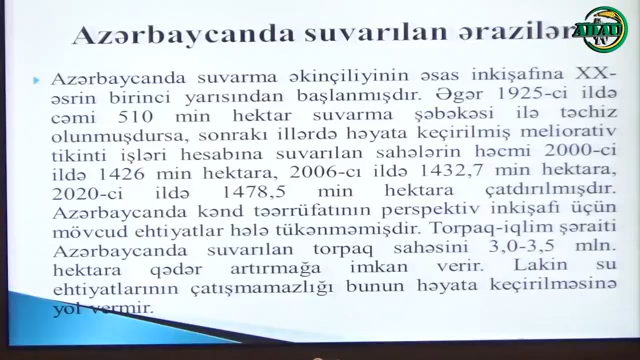 Azərbaycanda suvarılan ərazilərin
ADAU
Azərbaycanda suvarma əkinçiliyinin əsas inkişafına XX-
əsrin birinci yarısından başlanmışdır. Əgər 1925-ci ildə
cəmi 510 min hektar suvarma şəbəkəsi ilə təchiz
olunmuşdursa, sonrakı illərdə həyata keçirilmiş meliorativ
tikinti işləri hesabına suvarılan sahələrin həcmi 2000-ci
ildə 1426 min hektara, 2006-cı ildə 1432,7 min hektara,
2020-ci ildə 1478,5 min hektara çatdırılmışdır.
Azərbaycanda kənd təərrüfatının perspektiv inkişafı üçün
mövcud ehtiyatlar hələ tükənməmişdir. Torpaq-iqlim şəraiti
Azərbaycanda suvarılan torpaq sahəsini 3,0-3,5 mln.
hektara qədər artırmağa imkan verir. Lakin su
ehtiyatlarının çatışmamazlığı bunun həyata keçirilməsinə
yol vermir.